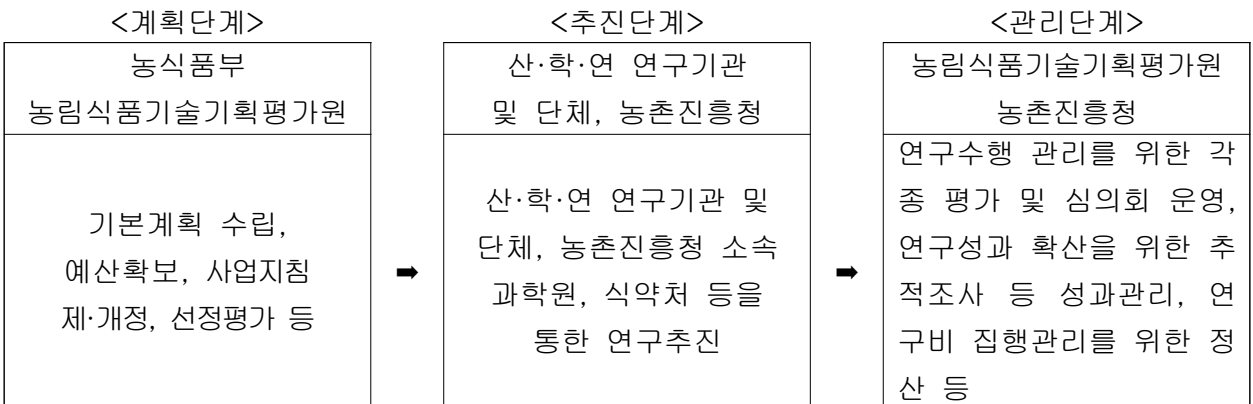 <계획단계>
농식품부
농림식품기술기획평가원
기본계획 수립,
예산확보, 사업지침
제·개정, 선정평가 등
➡
<추진단계>
산·학·연 연구기관
및 단체, 농촌진흥청
산·학·연 연구기관 및
단체, 농촌진흥청 소속
과학원, 식약처 등을
통한 연구추진
➡
<관리단계>
농림식품기술기획평가원
농촌진흥청
연구수행 관리를 위한 각
종 평가 및 심의회 운영,
연구성과 확산을 위한 추
적조사 등 성과관리, 연
구비 집행관리를 위한 정
산 등